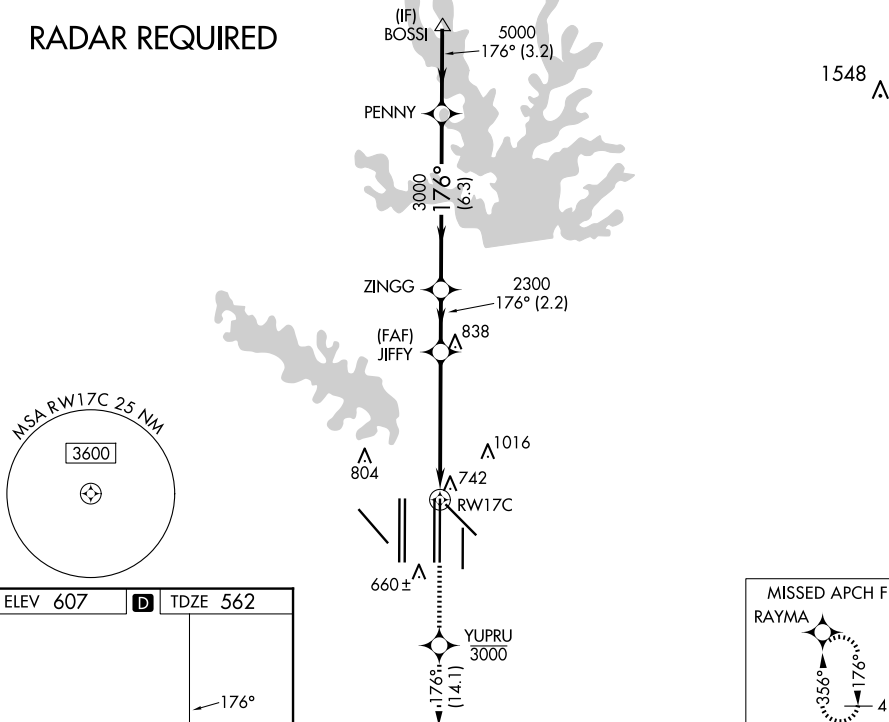 RADAR REQUIRED
(IF)
BOSSI
5000
176° (3.2)
1548
PENNY
3000
176°
(6.3)
ZINGG
2300
176° (2.2)
(FAF)
JIFFY
838
MSA RW17C 25 NM
3600
1016
804
742
RW17C
660±
ELEV 607
D
TDZE 562
176°
YUPRU
3000
176°
(14.1)
MISSED APCH F
RAYMA
356°
176°
4